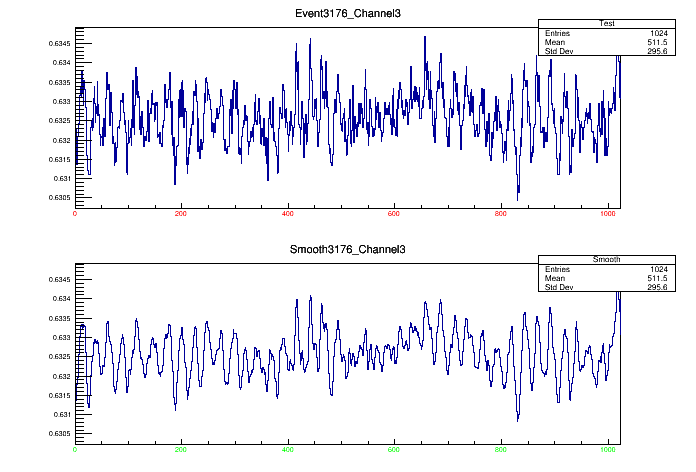 Event3176_Channel3
Test
Entries 1024
Mean 511.5
Std Dev 295.6
0.6345
0.634
0.6335
0.633
0.6325
0.632
0.6315
0.631
0.6305
0 200 400 600 800 1000
Smooth3176_Channel3
Smooth
Entries 1024
Mean 511.5
Std Dev 295.6
0.6345
0.634
0.6335
0.633
0.6325
0.632
0.6315
0.631
0.6305
0 200 400 600 800 1000